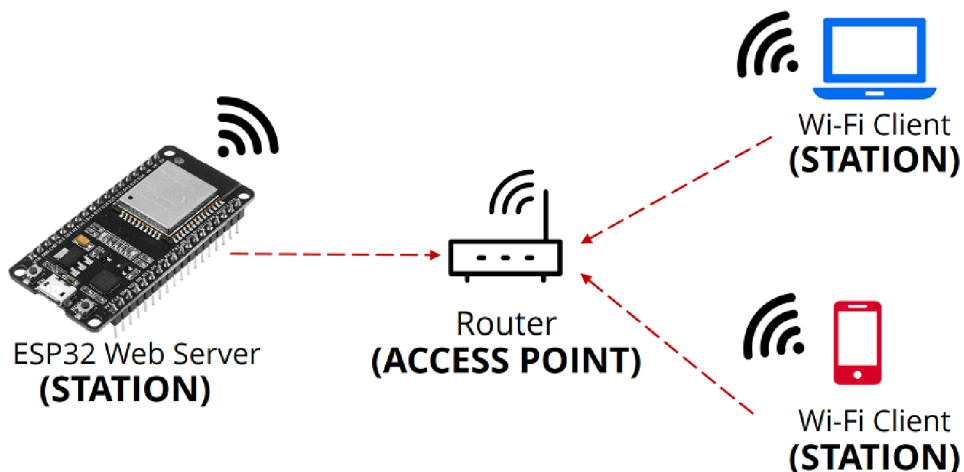 Wi-Fi Client
(STATION)
ESP32 Web Server
(STATION)
Router
(ACCESS POINT)
Wi-Fi Client
(STATION)